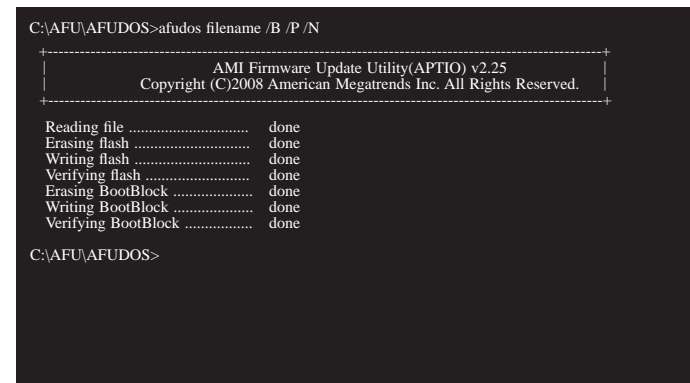 C:\AFU\AFUDOS>afudos filename /B /P /N
+---------------------------------------------------------------------------------------+
| AMI Firmware Update Utility(APTIO) v2.25 |
| Copyright (C)2008 American Megatrends Inc. All Rights Reserved. |
+---------------------------------------------------------------------------------------+
Reading file .............................. done
Erasing flash ............................. done
Writing flash ............................. done
Verifying flash .......................... done
Erasing BootBlock .................... done
Writing BootBlock .................... done
Verifying BootBlock ................. done
C:\AFU\AFUDOS>